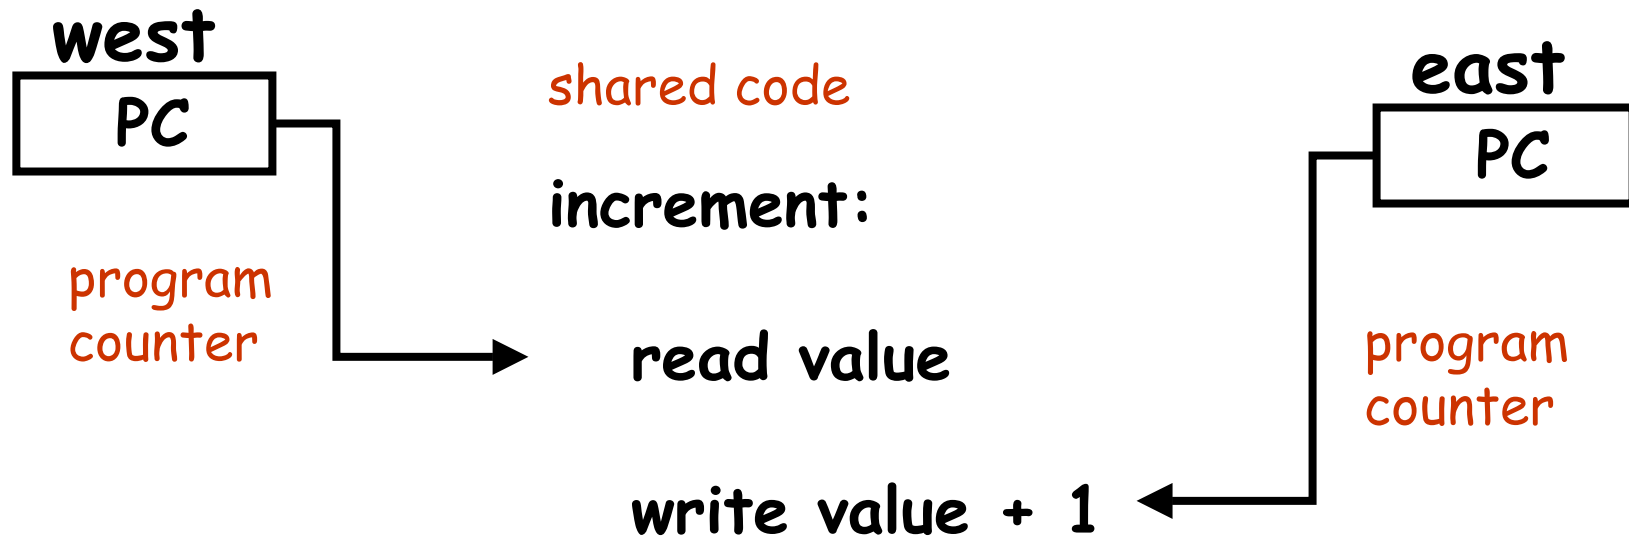 west
PC
program
counter
shared code
increment:
read value
write value + 1
east
PC
program
counter